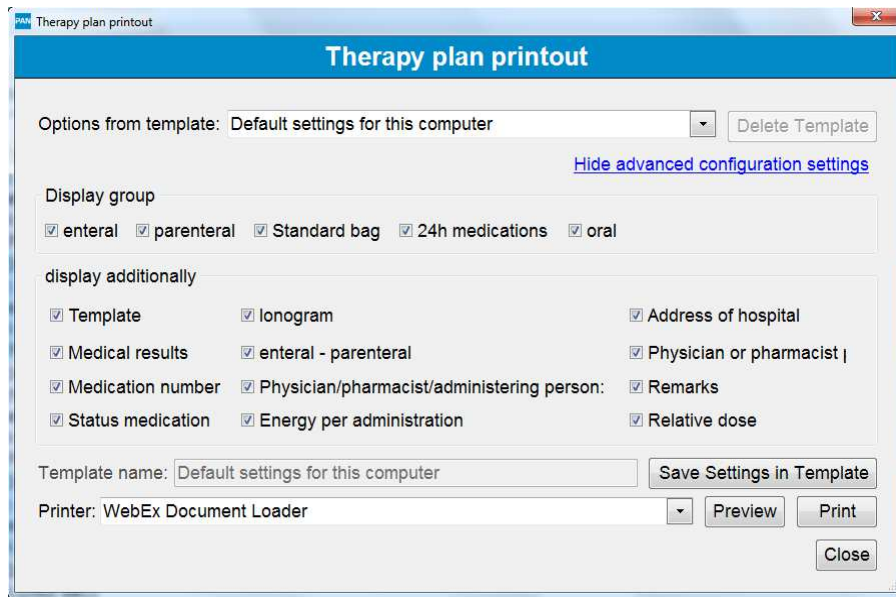 PAN Therapy plan printout
Therapy plan printout
Options from template: Default settings for this computer Delete Template
Hide advanced configuration settings
Display group
enteral parenteral Standard bag 24h medications oral
display additionally
Template Ionogram Address of hospital
Medical results enteral - parenteral Physician or pharmacist
Medication number Physician/pharmacist/administering person: Remarks
Status medication Energy per administration Relative dose
Template name: Default settings for this computer Save Settings in Template
Printer: WebEx Document Loader Preview Print
Close